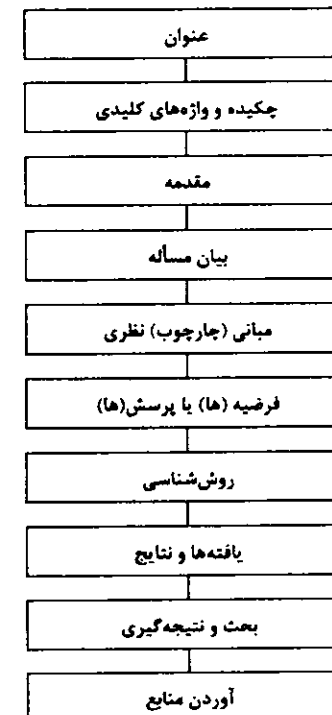 عنوان
چکیده و واژه‌های کلیدی
مقدمه
بیان مسأله
مبانی (چارچوب) نظری
فرضیه (ها) یا پرسش(ها)
روش‌شناسی
یافته‌ها و نتایج
بحث و نتیجه‌گیری
آوردن منابع